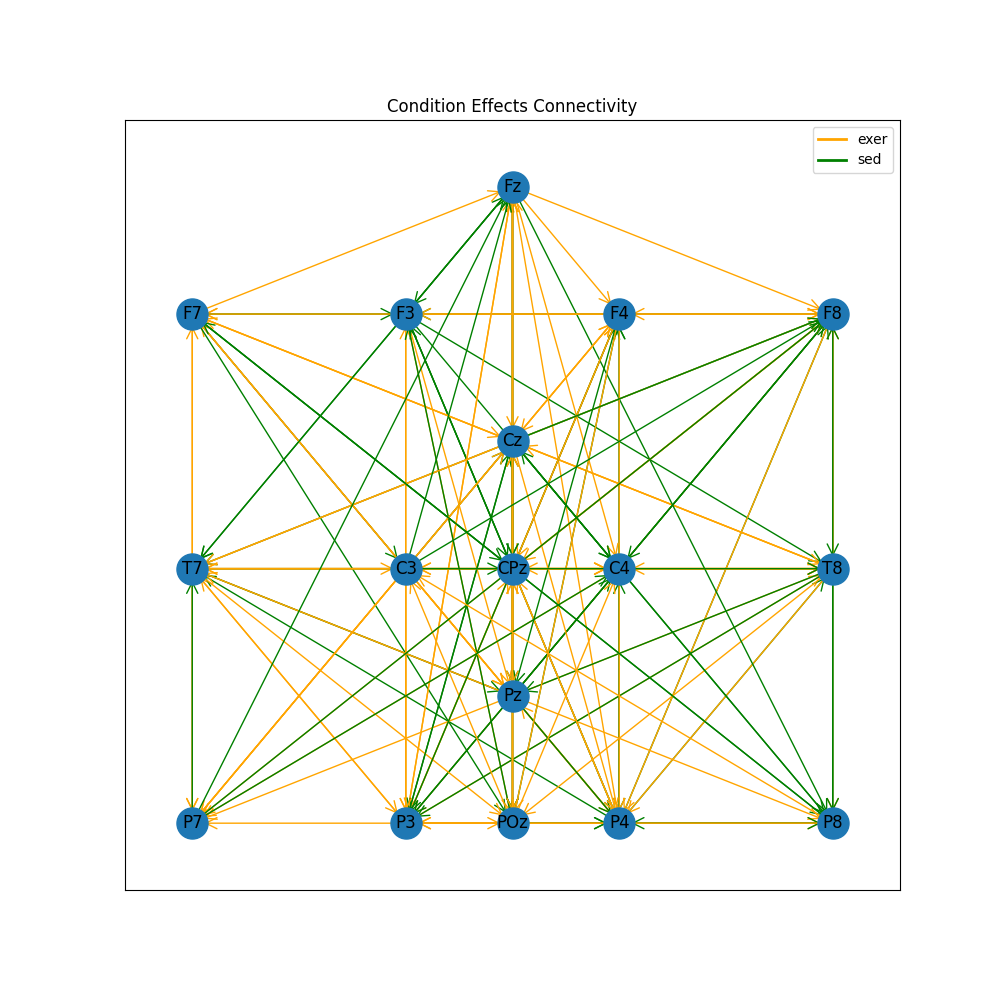 Condition Effects Connectivity
exer
sed
Fz
F7 F3 F4 F8
Cz
T7 C3 CPz C4 T8
Pz
P7 P3 POz P4 P8